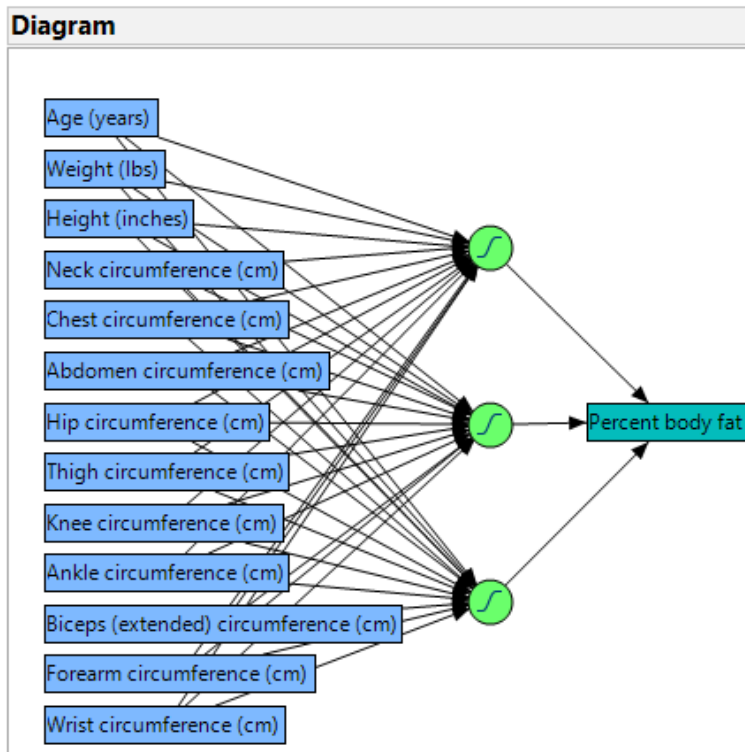 Diagram
Age (years)
Weight (lbs)
Height (inches)
Neck circumference (cm)
Chest circumference (cm)
Abdomen circumference (cm)
Hip circumference (cm)
Percent body fat
Thigh circumference (cm)
Knee circumference (cm)
Ankle circumference (cm)
Biceps (extended) circumference (cm)
Forearm circumference (cm)
Wrist circumference (cm)